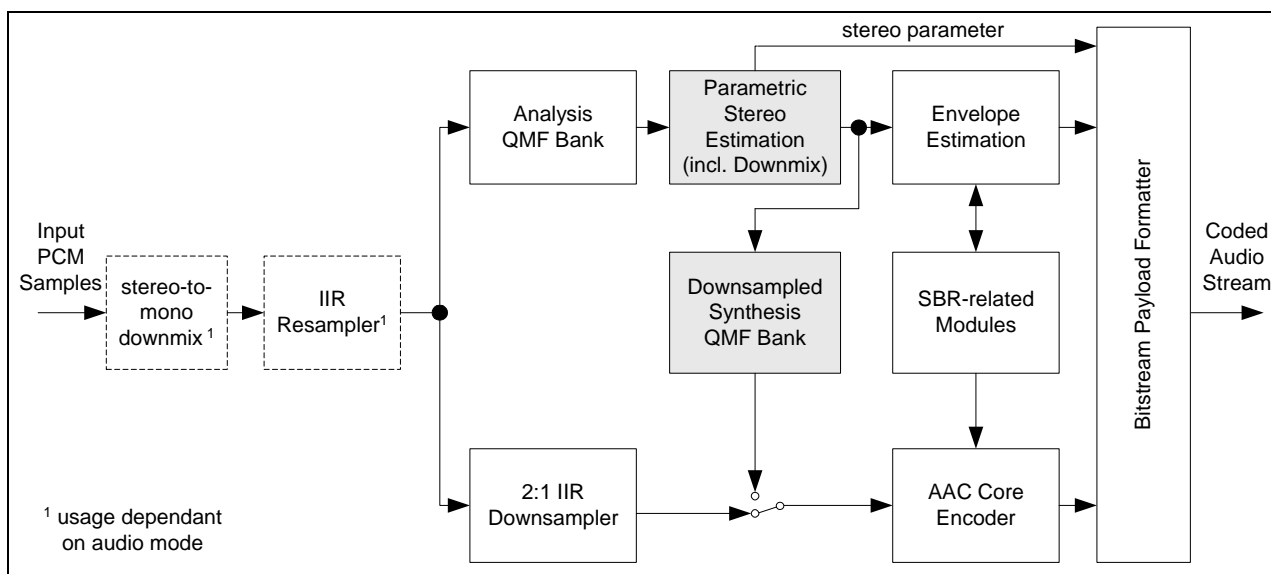 stereo parameter
Analysis
QMF Bank
Parametric
Stereo
Estimation
(incl. Downmix)
Envelope
Estimation
Bitstream Payload Formatter
Input
PCM
Samples
stereo-to-
mono
downmix 1
IIR
Resampler1
Downsampled
Synthesis
QMF Bank
SBR-related
Modules
Coded
Audio
Stream
2:1 IIR
Downsampler
AAC Core
Encoder
1 usage dependant
on audio mode